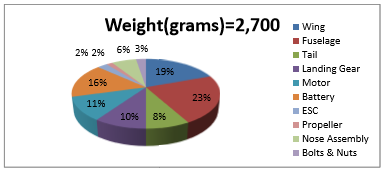 Weight(grams)=2,700
2% 2% 6% 3%
19%
16%
23%
11%
10% 8%
Wing
Fuselage
Tail
Landing Gear
Motor
Battery
ESC
Propeller
Nose Assembly
Bolts & Nuts